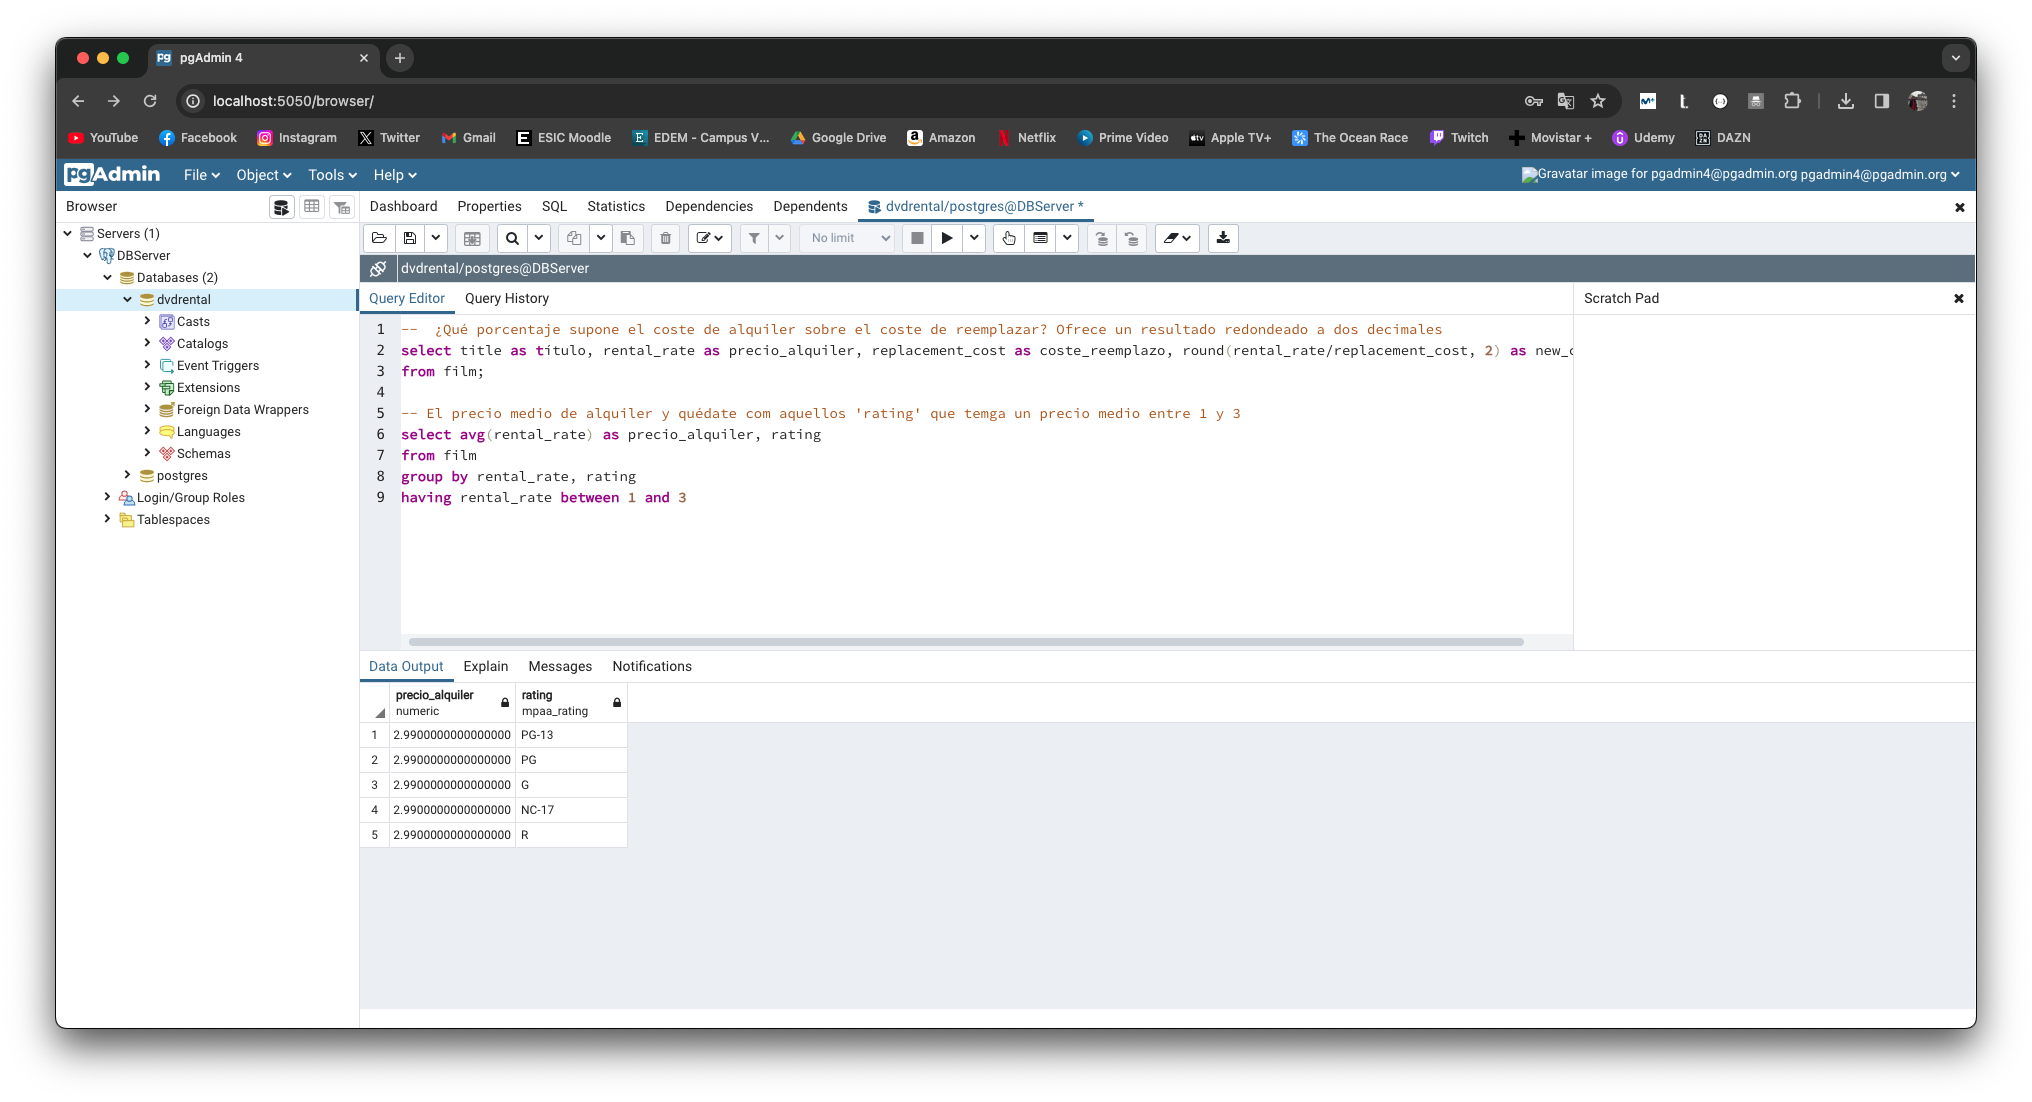 pgAdmin 4
localhost:5050/browser/
YouTube Facebook Instagram Twitter Gmail ESIC Moodle EDEM - Campus V... Google Drive Amazon Netflix Prime Video Apple TV+ The Ocean Race Twitch Movistar + Udemy DAZN
pgAdmin File Object Tools Help Gravatar image for pgadmin4@pgadmin.org pgadmin4@pgadmin.org
Browser
Dashboard Properties SQL Statistics Dependencies Dependents dvdrental/postgres@DBServer *
Servers (1)
DBServer
Databases (2)
dvdrental
Casts
Catalogs
Event Triggers
Extensions
Foreign Data Wrappers
Languages
Schemas
postgres
Login/Group Roles
Tablespaces
No limit
dvdrental/postgres@DBServer
Query Editor Query History
Scratch Pad
1 --  ¿Qué porcentaje supone el coste de alquiler sobre el coste de reemplazar? Ofrece un resultado redondeado a dos decimales
2 select title as título, rental_rate as precio_alquiler, replacement_cost as coste_reemplazo, round(rental_rate/replacement_cost, 2) as new_c
3 from film;
4
5 -- El precio medio de alquiler y quédate com aquellos 'rating' que temga un precio medio entre 1 y 3
6 select avg(rental_rate) as precio_alquiler, rating
7 from film
8 group by rental_rate, rating
9 having rental_rate between 1 and 3
Data Output Explain Messages Notifications
precio_alquiler rating
numeric mpaa_rating
1 2.9900000000000000 PG-13
2 2.9900000000000000 PG
3 2.9900000000000000 G
4 2.9900000000000000 NC-17
5 2.9900000000000000 R